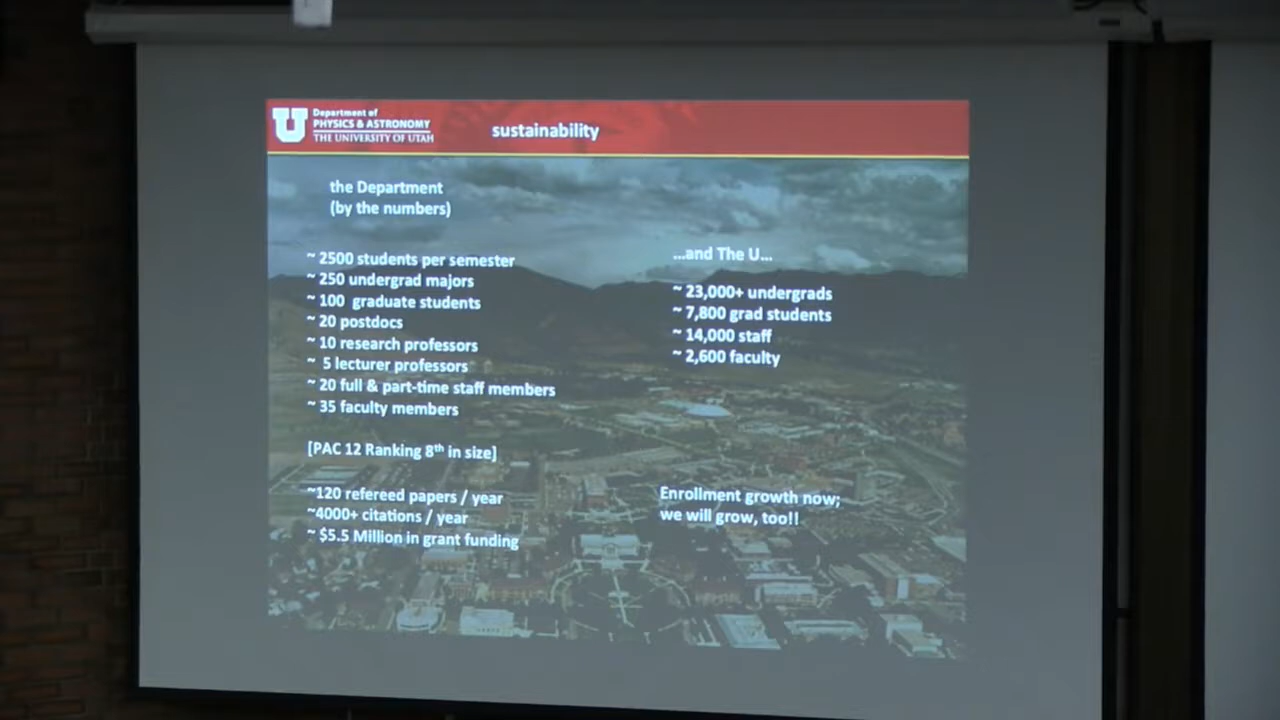 Department of
PHYSICS & ASTRONOMY
THE UNIVERSITY OF UTAH
sustainability
the Department
(by the numbers)
~ 2500 students per semester
~ 250 undergrad majors
~ 100 graduate students
~ 20 postdocs
~ 10 research professors
~ 5 lecturer professors
~ 20 full & part-time staff members
~ 35 faculty members
[PAC 12 Ranking 8th in size]
~120 refereed papers / year
~4000+ citations / year
~ $5.5 Million in grant funding
...and The U...
~ 23,000+ undergrads
~ 7,800 grad students
~ 14,000 staff
~ 2,600 faculty
Enrollment growth now;
we will grow, too!!